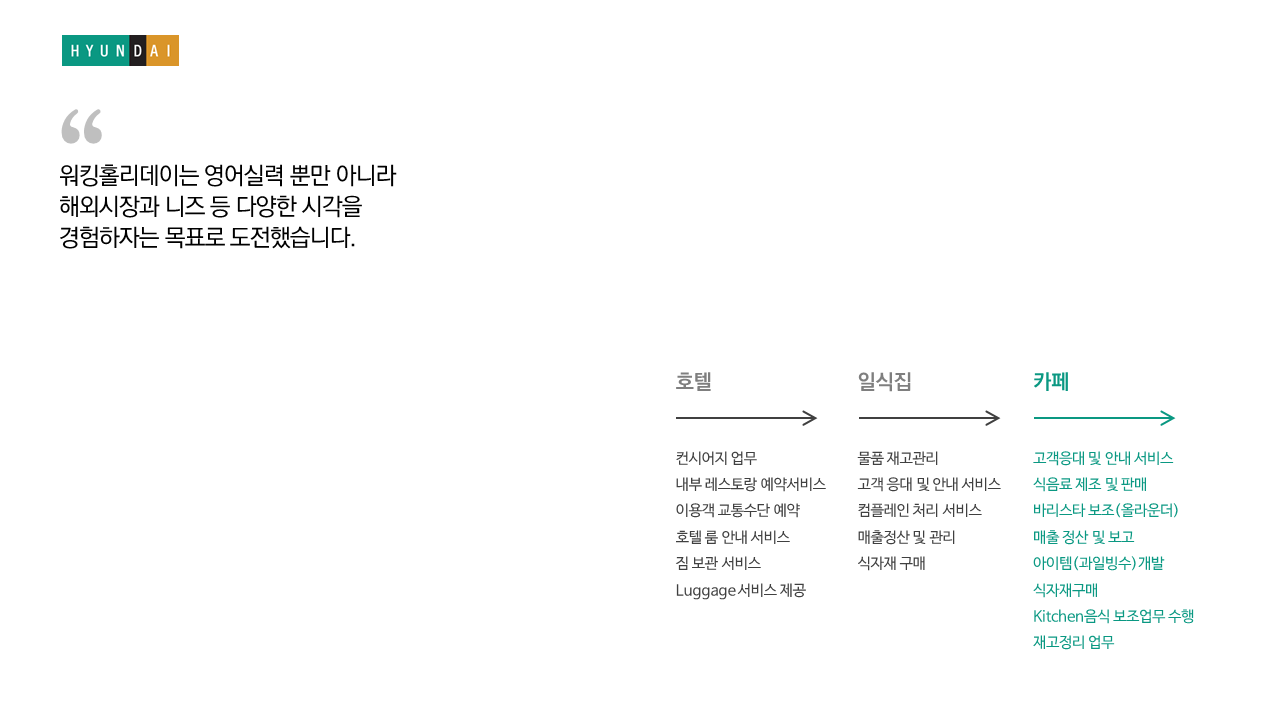 HYUNDAI
“
워킹홀리데이는 영어실력 뿐만 아니라
해외시장과 니즈 등 다양한 시각을
경험하자는 목표로 도전했습니다.
호텔
컨시어지 업무
내부 레스토랑 예약서비스
이용객 교통수단 예약
호텔 룸 안내 서비스
짐 보관 서비스
Luggage서비스 제공
일식집
물품 재고관리
고객 응대 및 안내 서비스
컴플레인 처리 서비스
매출정산 및 관리
식자재 구매
카페
고객응대 및 안내 서비스
식음료 제조 및 판매
바리스타 보조(올라운더)
매출 정산 및 보고
아이템(과일빙수)개발
식자재구매
Kitchen음식 보조업무 수행
재고정리 업무